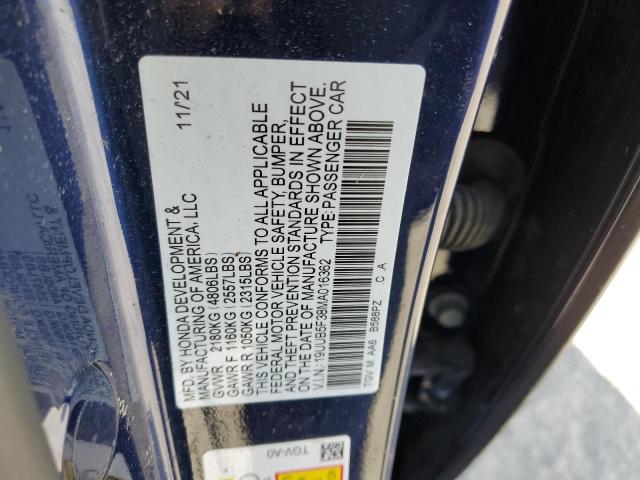 11/'21
MFD. BY HONDA DEVELOPMENT &
MANUFACTURING OF AMERICA, LLC
GVWR 2180KG (4806LBS)
GAWR F 1160KG (2557LBS)
GAWR R 1050KG (2315LBS)
THIS VEHICLE CONFORMS TO ALL APPLICABLE
FEDERAL MOTOR VEHICLE SAFETY, BUMPER,
AND THEFT PREVENTION STANDARDS IN EFFECT
ON THE DATE OF MANUFACTURE SHOWN ABOVE.
V.I.N.: 19UUB5F38MA016362 TYPE: PASSENGER CAR
TGV M AA6 B588PZ C A
TGV-A0